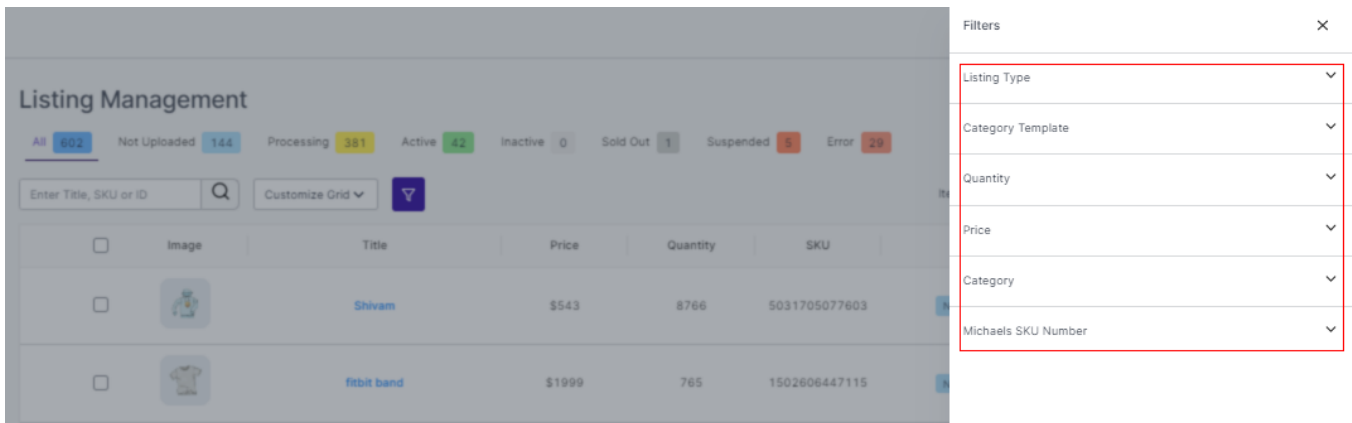 Filters
Listing Type
Category Template
Quantity
Price
Category
Michaels SKU Number
Listing Management
All 602 Not Uploaded 144 Processing 381 Active 42 Inactive 0 Sold Out 1 Suspended 5 Error 29
Enter Title, SKU or ID Customize Grid
Image Title Price Quantity SKU
Shivam $543 8766 5031705077603
fitbit band $1999 765 1502606447115